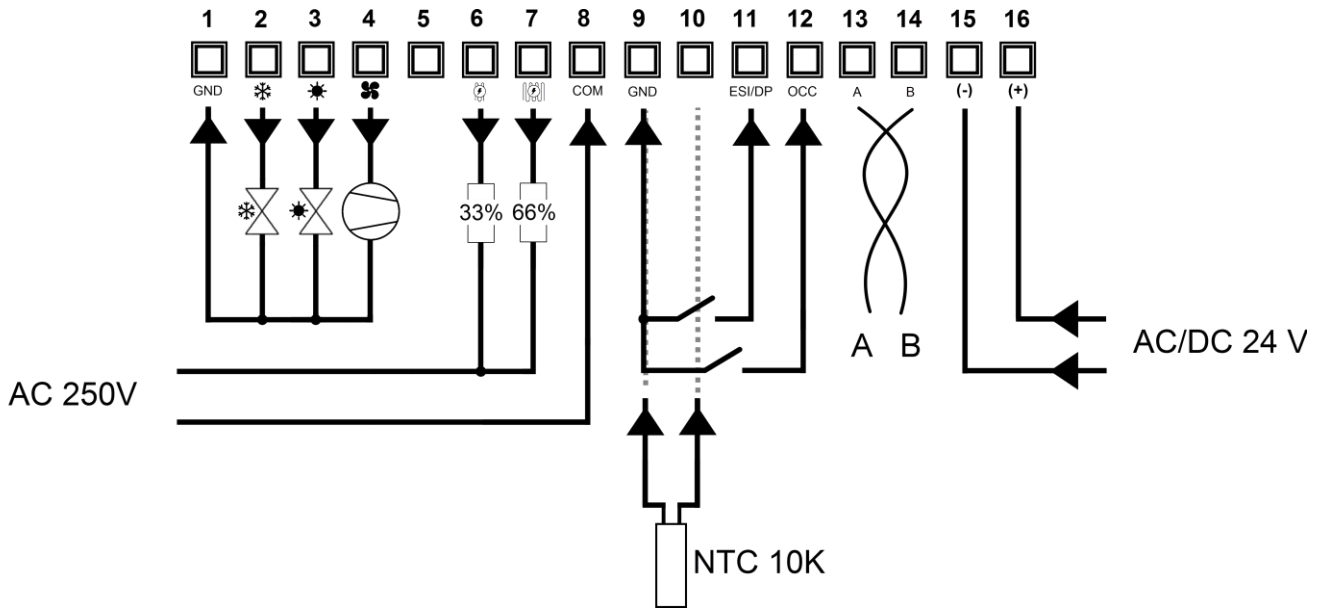 1 2 3 4 5 6 7 8 9 10 11 12 13 14 15 16
GND COM GND ESI/DP OCC A B (-) (+)
33% 66%
A B
AC/DC 24 V
AC 250V
NTC 10K